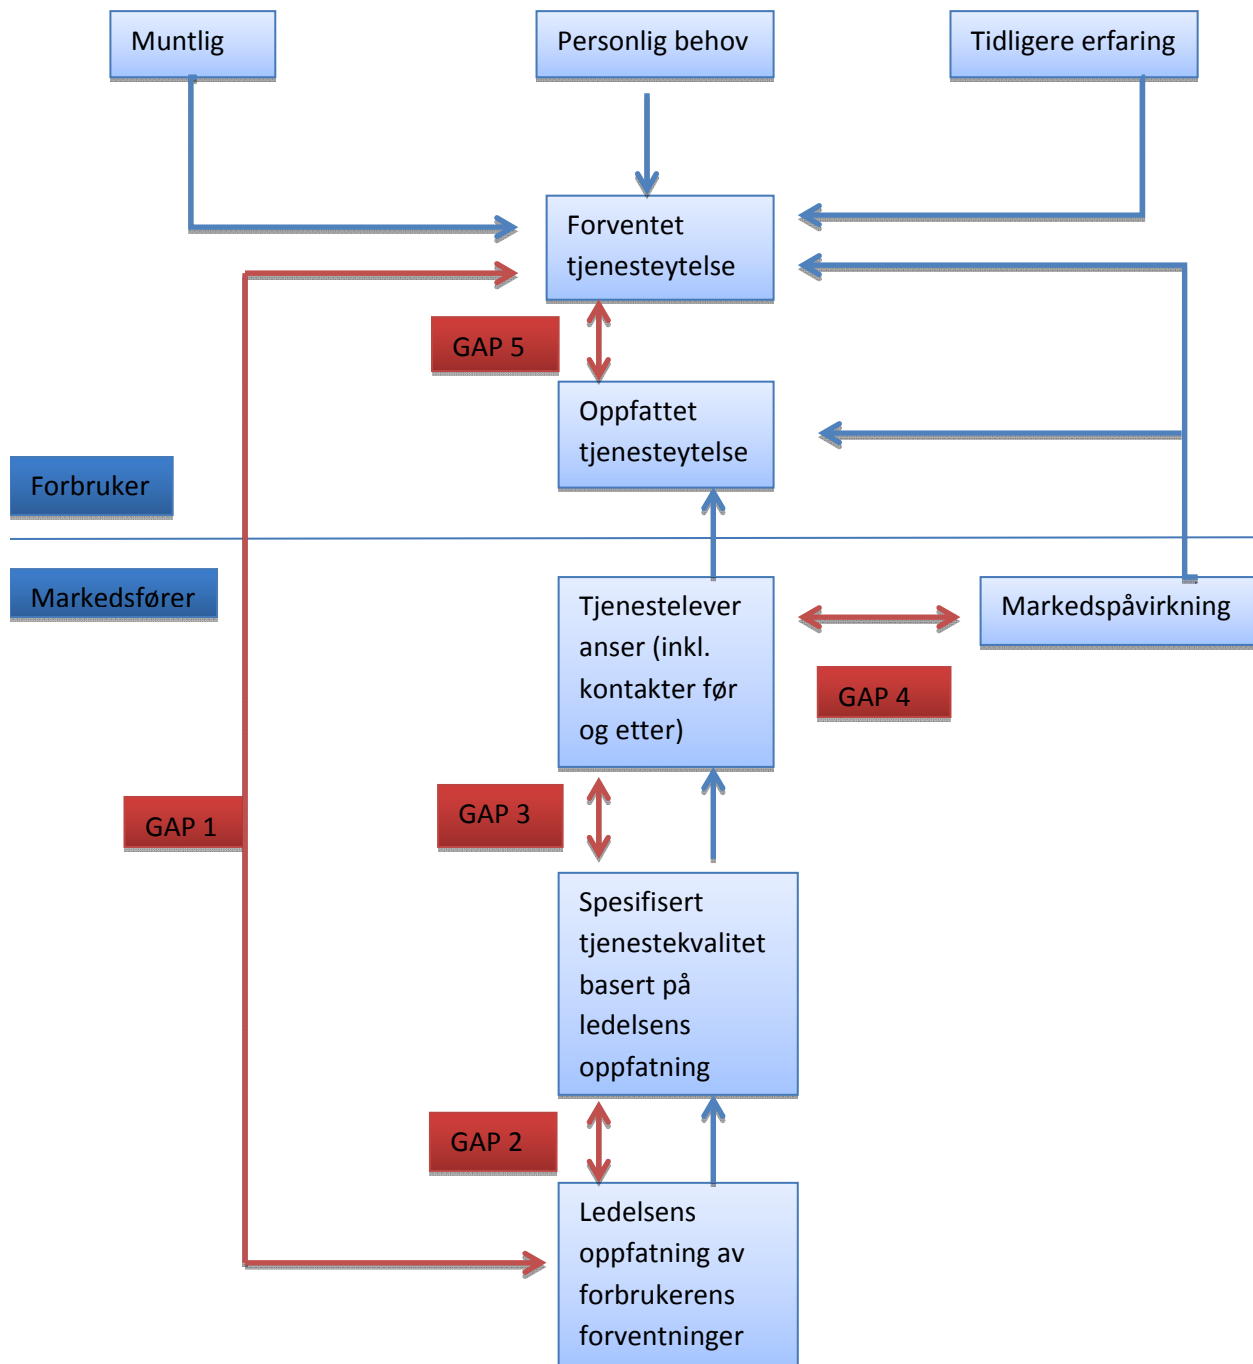 Muntlig
Personlig behov
Tidligere erfaring
Forventet
tjenesteytelse
GAP 5
Oppfattet
tjenesteytelse
Forbruker
Markedsfører
Tjenestelever
anser (inkl.
kontakter før
og etter)
Markedspåvirkning
GAP 4
GAP 3
GAP 1
Spesifisert
tjenestekvalitet
basert på
ledelsens
oppfatning
GAP 2
Ledelsens
oppfatning av
forbrukerens
forventninger